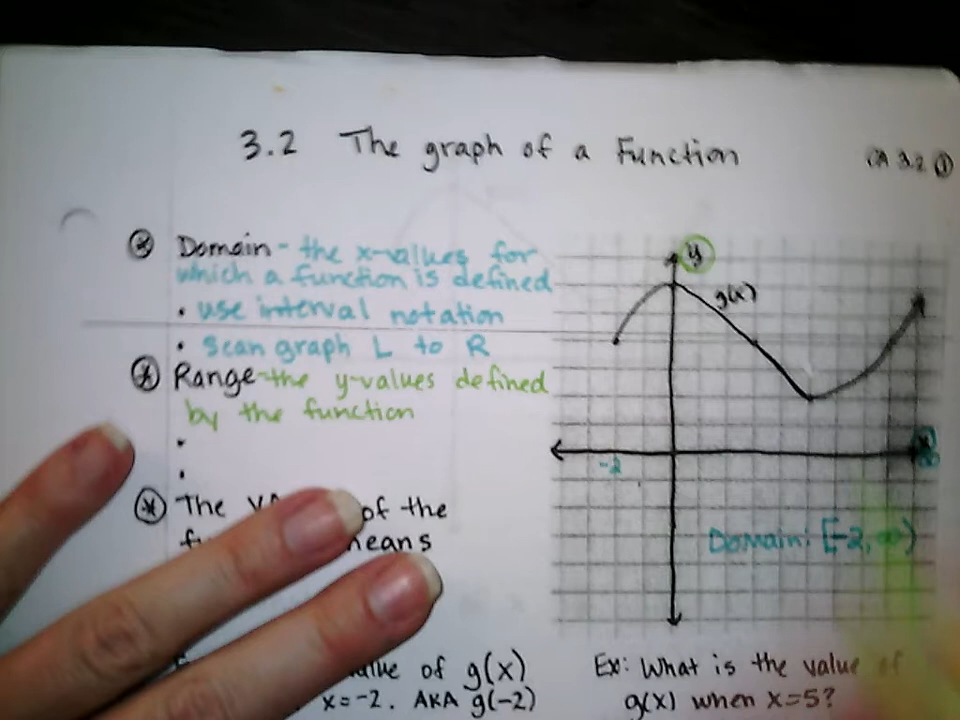 3.2 The graph of a Function
3.2 ①
Domain - the x-values for
which a function is defined
• use interval notation
• Scan graph L to R
Range - the y-values defined
by the function
•
•
The of the
means
value of g(x)
x=-2. AKA g(-2)
y
g(x)
-2
x
∞
Domain: [-2, ∞)
Ex: What is the value of
g(x) when x=5?